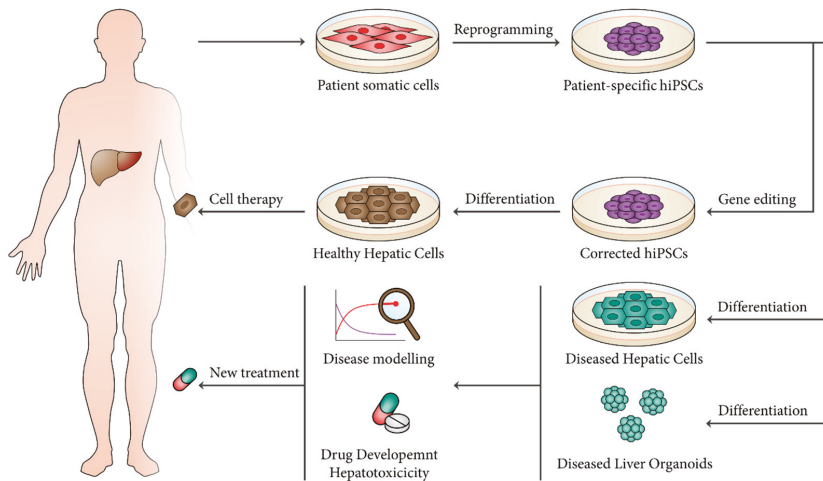 Reprogramming
Patient somatic cells
Patient-specific hiPSCs
Cell therapy
Differentiation
Gene editing
Healthy Hepatic Cells
Corrected hiPSCs
Differentiation
Disease modelling
Diseased Hepatic Cells
New treatment
Differentiation
Drug Developemnt
Hepatotoxicicity
Diseased Liver Organoids